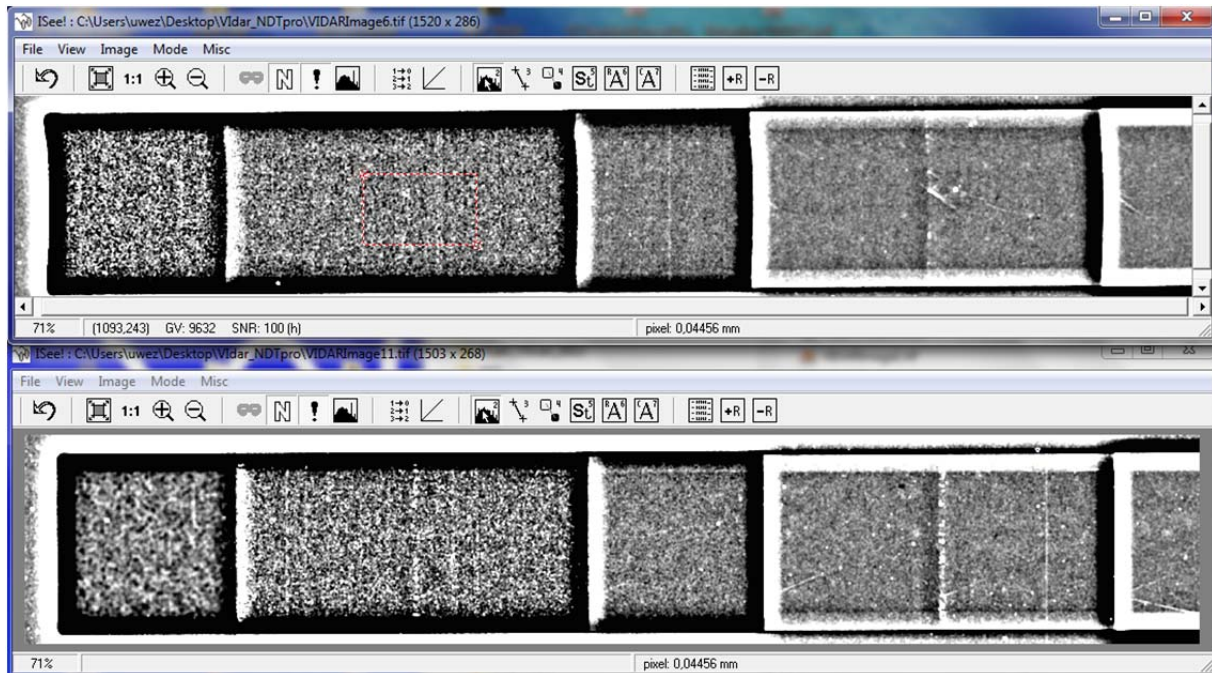 ISee! : C:\Users\uwez\Desktop\VIdar_NDTpro\VIDARImage6.tif (1520 x 286)
File View Image Mode Misc
1:1 N ! St A A +R -R
71% (1093,243) GV: 9632 SNR: 100 (h) pixel: 0,04456 mm
ISee! : C:\Users\uwez\Desktop\VIdar_NDTpro\VIDARImage11.tif (1503 x 268)
File View Image Mode Misc
1:1 N ! St A A +R -R
71% pixel: 0,04456 mm